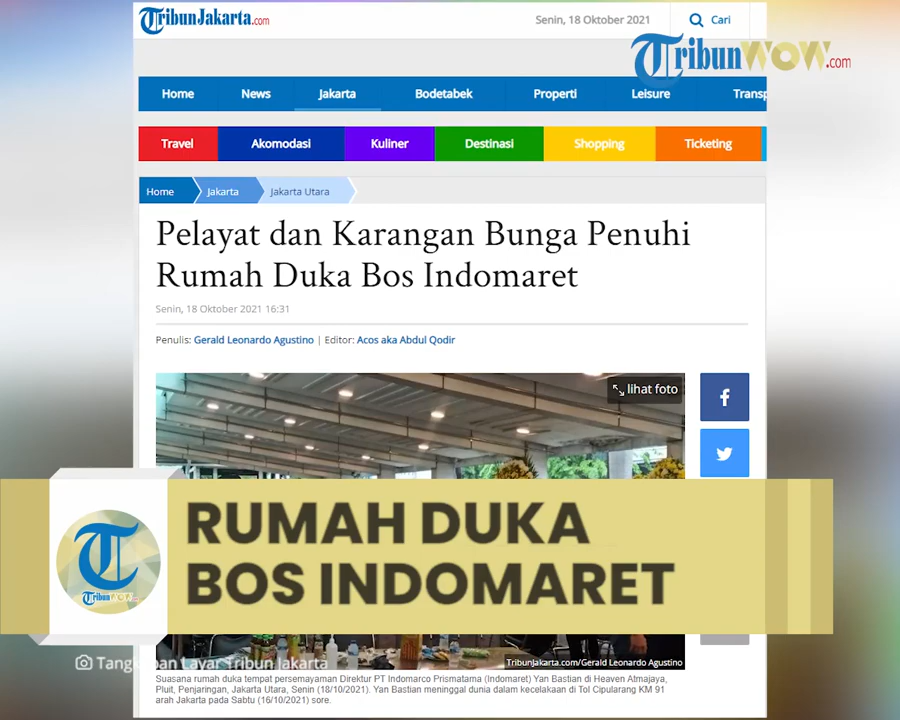 TribunJakarta.com
Senin, 18 Oktober 2021
Cari
TribunWOW.com
Home News Jakarta Bodetabek Properti Leisure Transp
Travel Akomodasi Kuliner Destinasi Shopping Ticketing
Home Jakarta Jakarta Utara
Pelayat dan Karangan Bunga Penuhi
Rumah Duka Bos Indomaret
Senin, 18 Oktober 2021 16:31
Penulis: Gerald Leonardo Agustino | Editor: Acos aka Abdul Qodir
lihat foto
RUMAH DUKA
BOS INDOMARET
TribunWOW.com
Tangkapan Layar Tribun Jakarta
TribunJakarta.com/Gerald Leonardo Agustino
Suasana rumah duka tempat persemayaman Direktur PT Indomarco Prismatama (Indomaret) Yan Bastian di Heaven Atmajaya,
Pluit, Penjaringan, Jakarta Utara, Senin (18/10/2021). Yan Bastian meninggal dunia dalam kecelakaan di Tol Cipularang KM 91
arah Jakarta pada Sabtu (16/10/2021) sore.